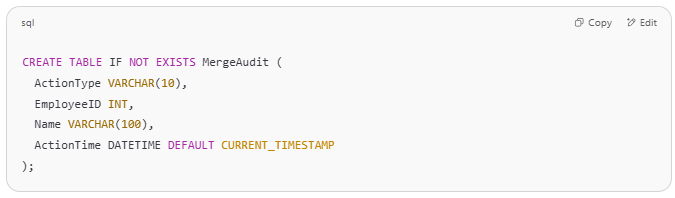 sql
Copy
Edit
CREATE TABLE IF NOT EXISTS MergeAudit (
  ActionType VARCHAR(10),
  EmployeeID INT,
  Name VARCHAR(100),
  ActionTime DATETIME DEFAULT CURRENT_TIMESTAMP
);